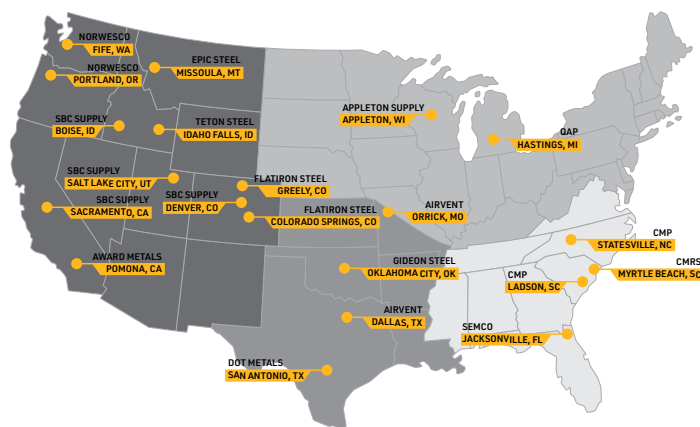 NORWESCO
FIFE, WA
NORWESCO
PORTLAND, OR
EPIC STEEL
MISSOULA, MT
SBC SUPPLY
BOISE, ID
TETON STEEL
IDAHO FALLS, ID
SBC SUPPLY
SALT LAKE CITY, UT
SBC SUPPLY
SACRAMENTO, CA
SBC SUPPLY
DENVER, CO
FLATIRON STEEL
GREELY, CO
FLATIRON STEEL
COLORADO SPRINGS, CO
AWARD METALS
POMONA, CA
APPLETON SUPPLY
APPLETON, WI
QAP
HASTINGS, MI
AIRVENT
ORRICK, MO
GIDEON STEEL
OKLAHOMA CITY, OK
AIRVENT
DALLAS, TX
DOT METALS
SAN ANTONIO, TX
CMP
STATESVILLE, NC
CMRS
MYRTLE BEACH, SC
CMP
LADSON, SC
SEMCO
JACKSONVILLE, FL